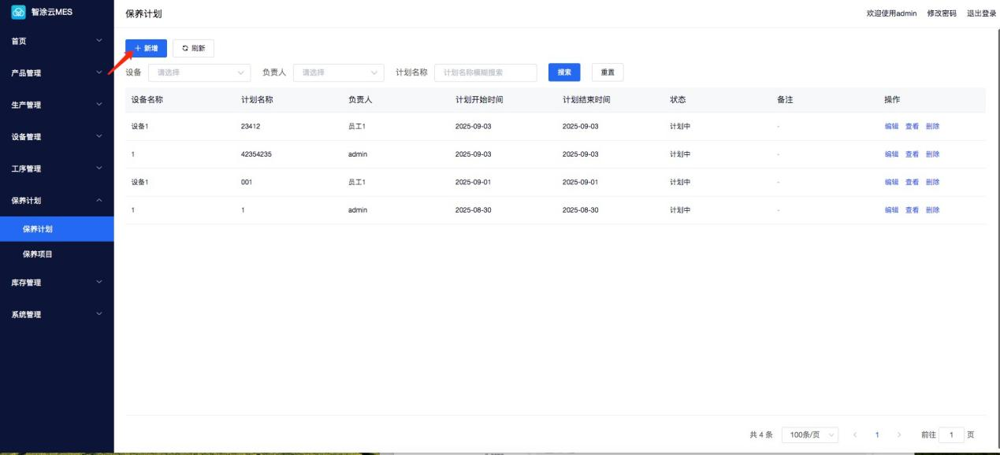 智涂云MES
保养计划
欢迎使用admin 修改密码 退出登录
首页
产品管理
生产管理
设备管理
工序管理
保养计划
保养计划
保养项目
库存管理
系统管理
+ 新增 刷新
设备 请选择 负责人 请选择 计划名称 计划名称模糊搜索 搜索 重置
设备名称 计划名称 负责人 计划开始时间 计划结束时间 状态 备注 操作
设备1 23412 员工1 2025-09-03 2025-09-03 计划中 - 编辑 查看 删除
1 42354235 admin 2025-09-03 2025-09-03 计划中 - 编辑 查看 删除
设备1 001 员工1 2025-09-01 2025-09-01 计划中 - 编辑 查看 删除
1 1 admin 2025-08-30 2025-08-30 计划中 - 编辑 查看 删除
共 4 条 100条/页 1 前往 1 页